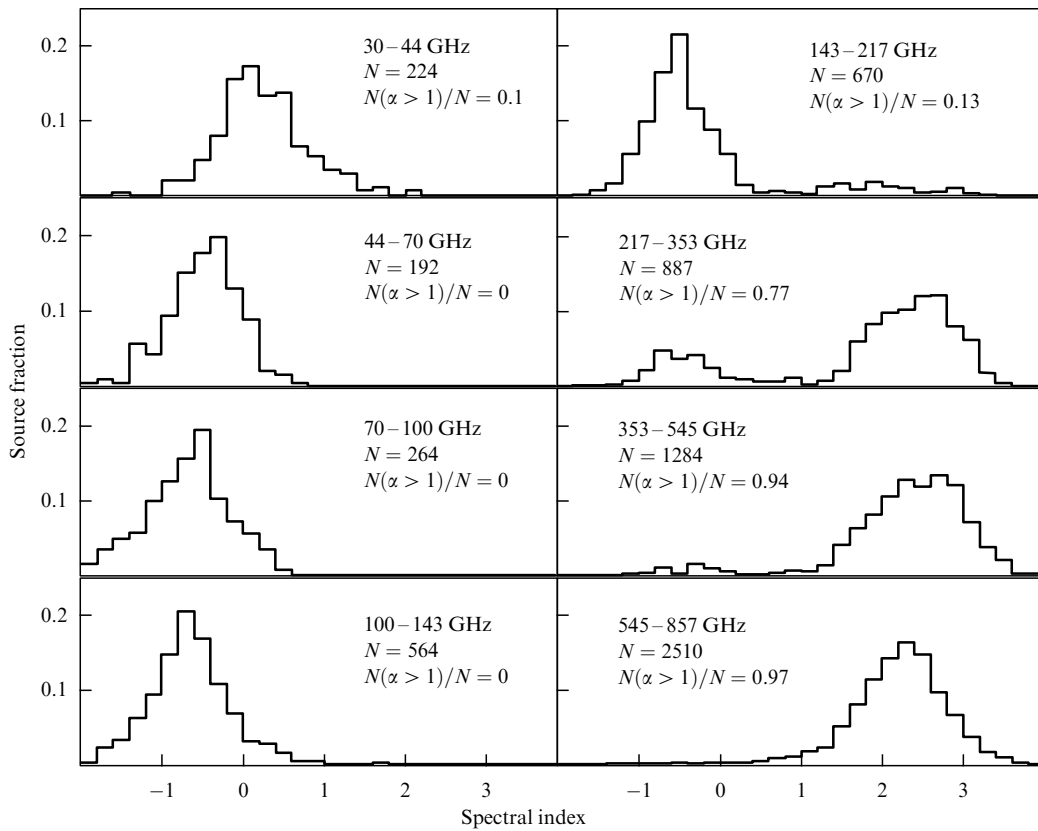 Source fraction
0.2
0.1
30–44 GHz
N = 224
N(α > 1)/N = 0.1
143–217 GHz
N = 670
N(α > 1)/N = 0.13
0.2
0.1
44–70 GHz
N = 192
N(α > 1)/N = 0
217–353 GHz
N = 887
N(α > 1)/N = 0.77
0.2
0.1
70–100 GHz
N = 264
N(α > 1)/N = 0
353–545 GHz
N = 1284
N(α > 1)/N = 0.94
0.2
0.1
100–143 GHz
N = 564
N(α > 1)/N = 0
545–857 GHz
N = 2510
N(α > 1)/N = 0.97
−1 0 1 2 3 −1 0 1 2 3
Spectral index